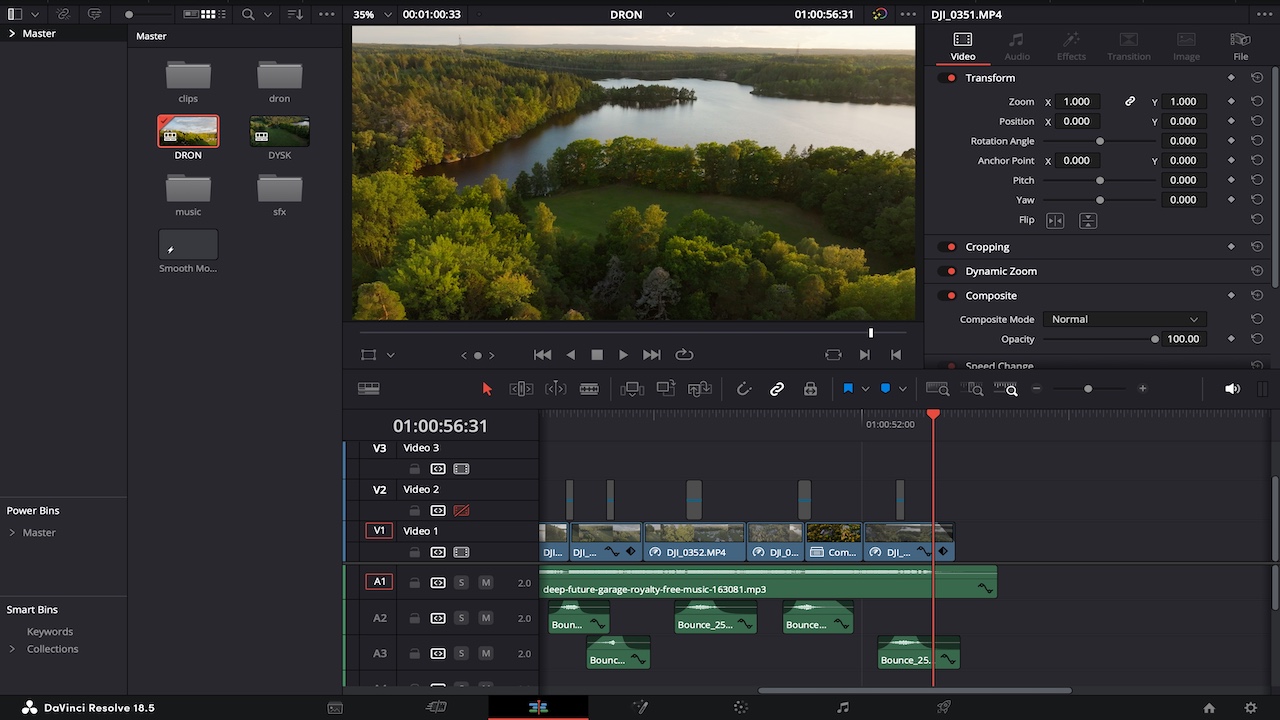 35%
00:01:00:33
DRON
01:00:56:31
DJI_0351.MP4
Master
Master
clips
dron
DRON
DYSK
music
sfx
Smooth Mo...
Power Bins
Master
Smart Bins
Keywords
Collections
Video
Audio
Effects
Transition
Image
File
Transform
Zoom X 1.000 Y 1.000
Position X 0.000 Y 0.000
Rotation Angle 0.000
Anchor Point X 0.000 Y 0.000
Pitch 0.000
Yaw 0.000
Flip
Cropping
Dynamic Zoom
Composite
Composite Mode Normal
Opacity 100.00
Speed Change
01:00:56:31
01:00:52:00
V3 Video 3
V2 Video 2
V1 Video 1
DJI...
DJI_...
DJI_0352.MP4
DJI_0...
Com...
DJI_...
A1 S M 2.0
deep-future-garage-royalty-free-music-163081.mp3
A2 S M 2.0
Boun...
Bounce_25...
Bounce...
A3 S M 2.0
Bounc...
Bounce_25...
DaVinci Resolve 18.5